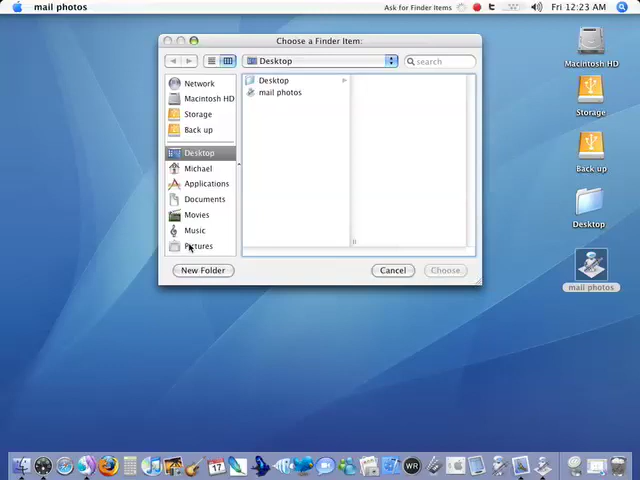 mail photos
Ask for Finder Items
Fri 12:23 AM
Choose a Finder Item:
Desktop
search
Network
Macintosh HD
Storage
Back up
Desktop
Michael
Applications
Documents
Movies
Music
Pictures
Desktop
mail photos
New Folder
Cancel
Choose
Macintosh HD
Storage
Back up
Desktop
mail photos
17
WR